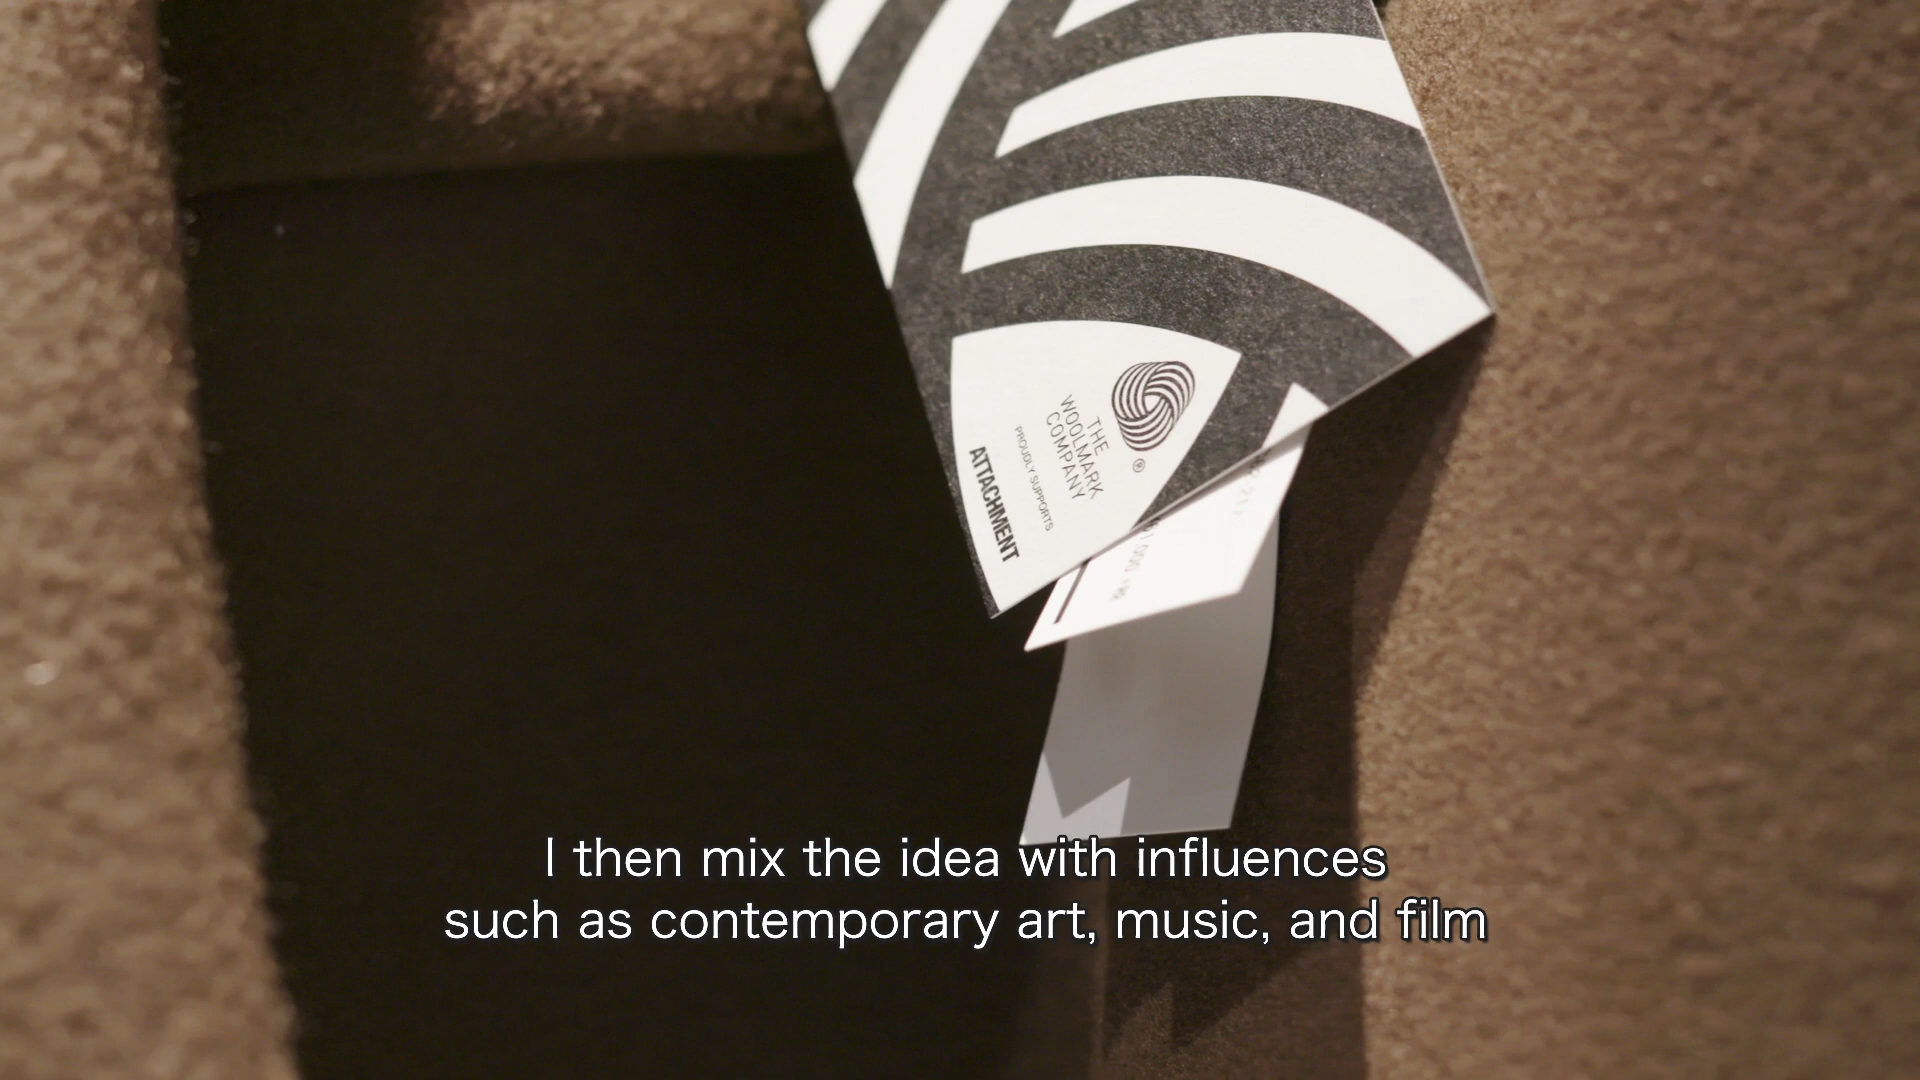 THE
WOOLMARK
COMPANY
®
PROUDLY SUPPORTS
ATTACHMENT
I then mix the idea with influences
such as contemporary art, music, and film